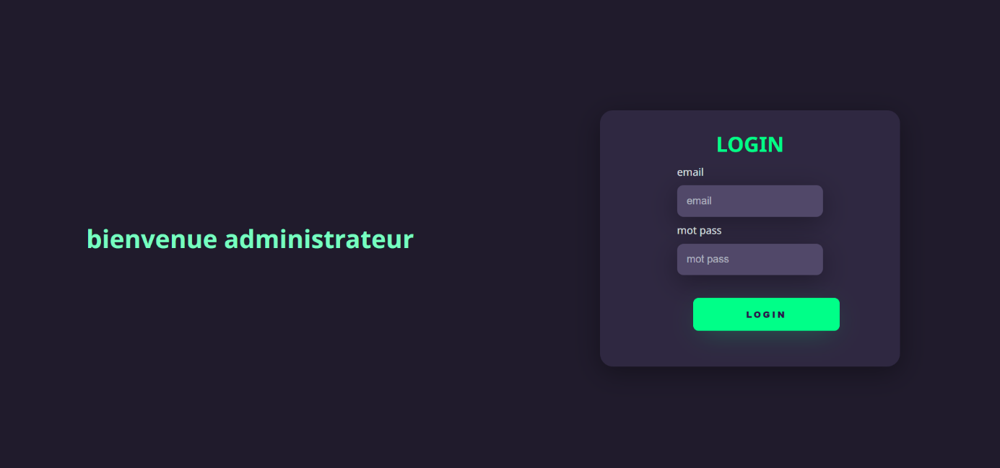 bienvenue administrateur
LOGIN
email
email
mot pass
mot pass
LOGIN